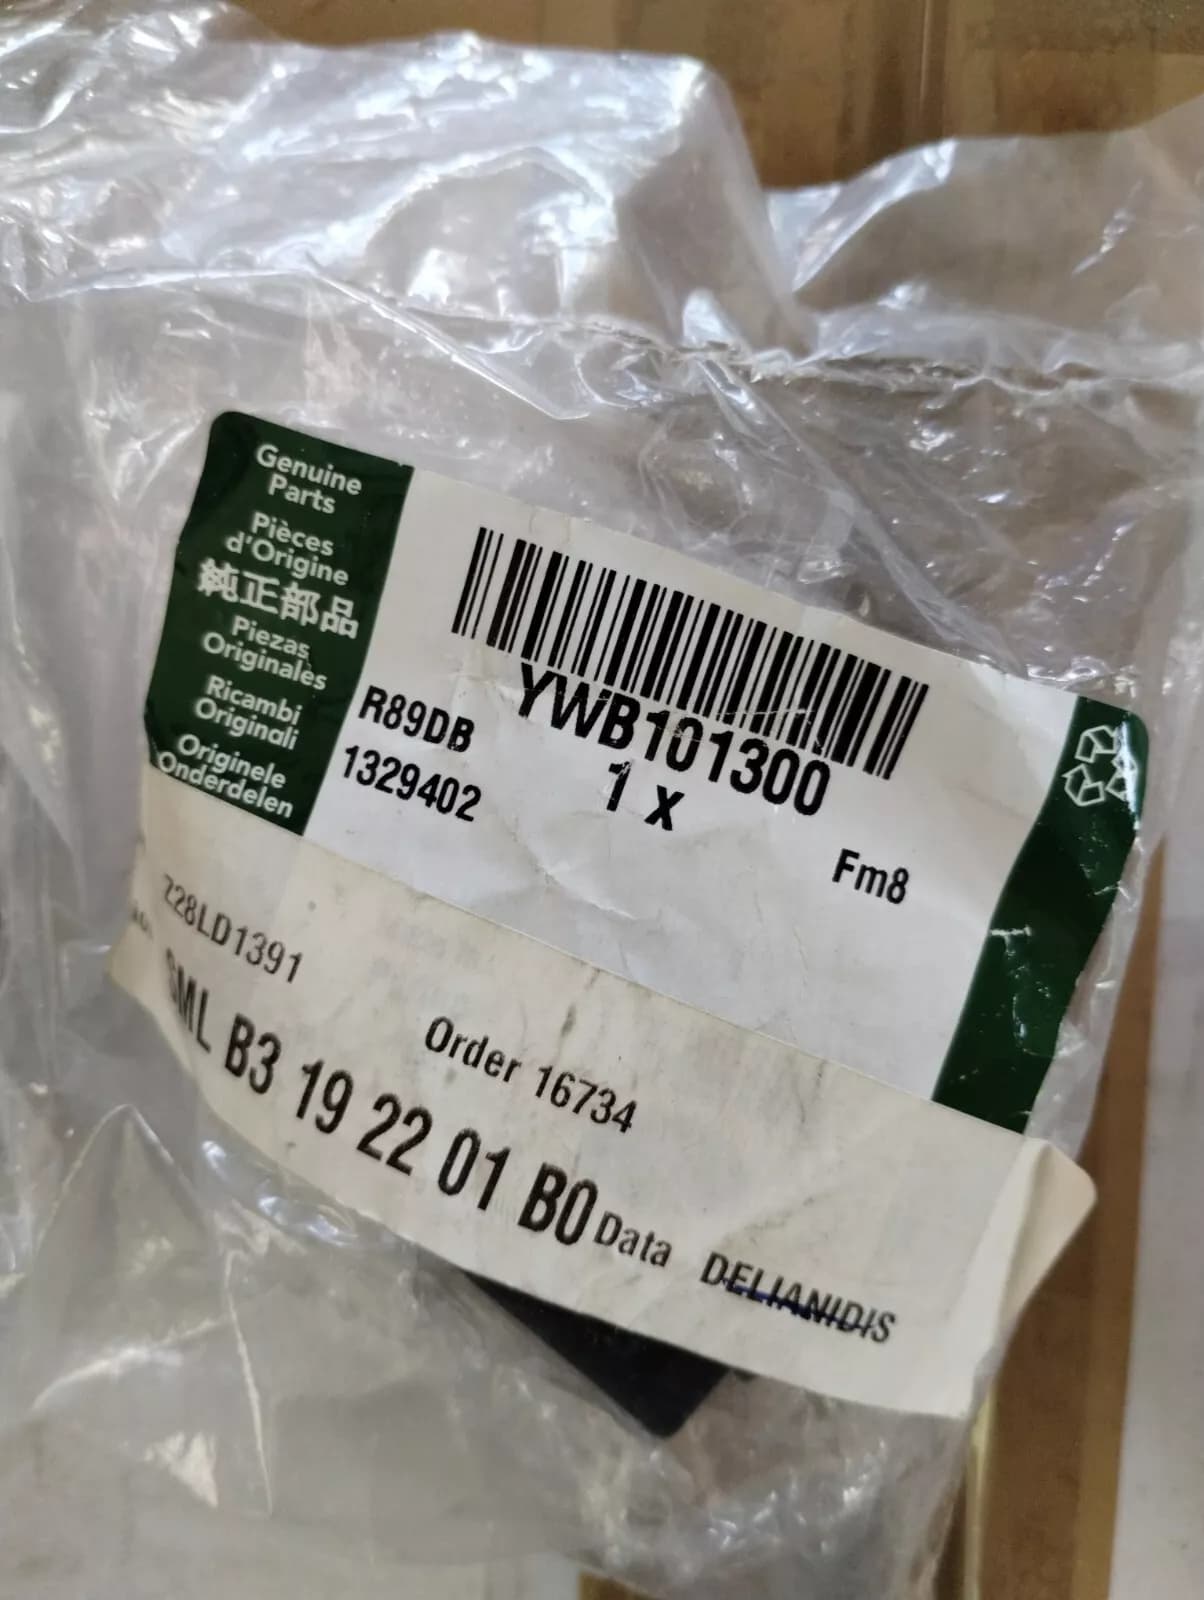 Genuine
Parts
Pièces
d'Origine
純正部品
Piezas
Originales
Ricambi
Originali
Originele
Onderdelen
YWB101300
R89DB
1 x
1329402
Fm8
Z28LD1391
Order 16734
SML B3 19 22 01 B0
Data DELIANIDIS